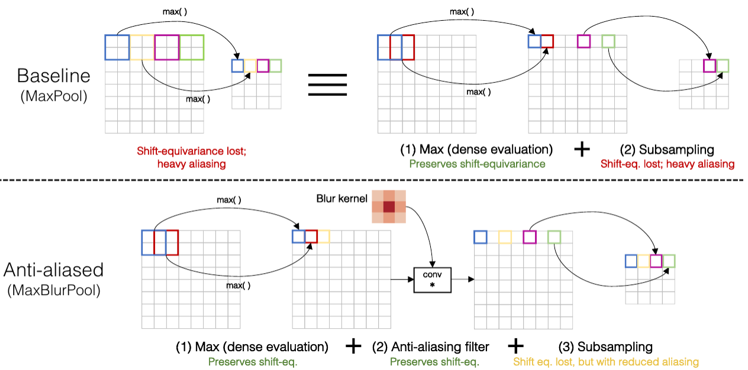 max( )
max( )
Baseline
(MaxPool)
Shift-equivariance lost;
heavy aliasing
max( )
max( )
(1) Max (dense evaluation)
Preserves shift-equivariance
+
(2) Subsampling
Shift-eq. lost; heavy aliasing
Anti-aliased
(MaxBlurPool)
max( )
max( )
Blur kernel
conv
*
(1) Max (dense evaluation)
Preserves shift-eq.
+
(2) Anti-aliasing filter
Preserves shift-eq.
+
(3) Subsampling
Shift eq. lost, but with reduced aliasing